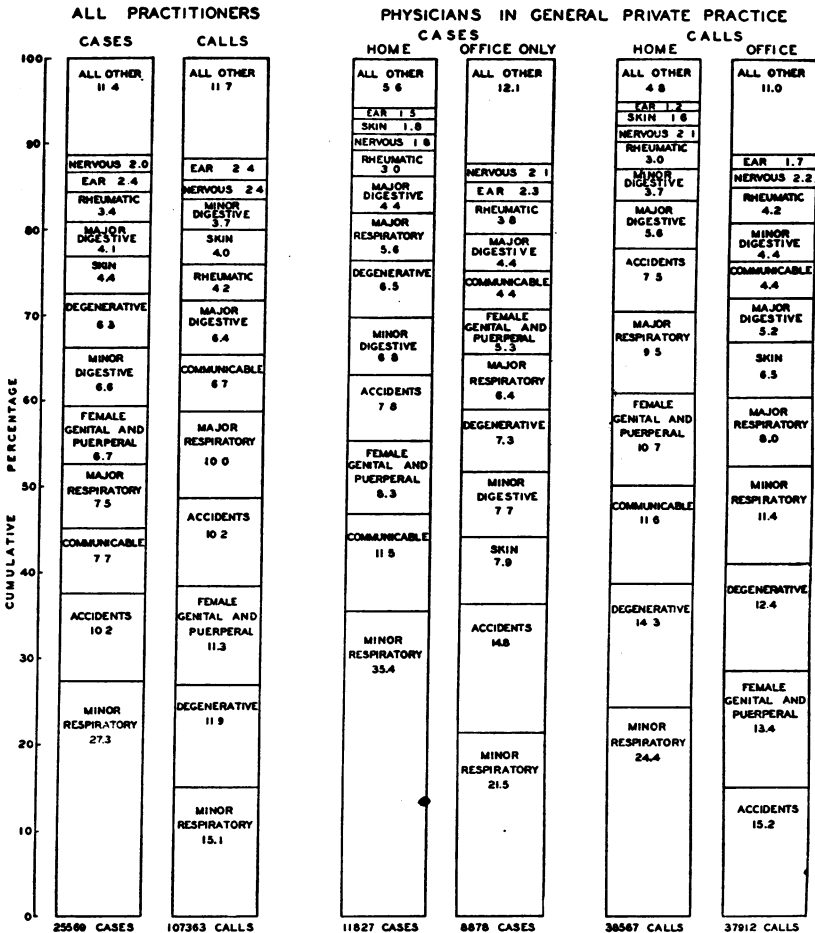 ALL PRACTITIONERS
CASES
CALLS
PHYSICIANS IN GENERAL PRIVATE PRACTICE
CASES
HOME
OFFICE ONLY
CALLS
HOME
OFFICE
CUMULATIVE PERCENTAGE
100
90
80
70
60
50
40
30
20
10
0
ALL OTHER
11.4
NERVOUS 2.0
EAR 2.4
RHEUMATIC
3.4
MAJOR
DIGESTIVE
4.1
SKIN
4.4
DEGENERATIVE
6.3
MINOR
DIGESTIVE
6.6
FEMALE
GENITAL AND
PUERPERAL
6.7
MAJOR
RESPIRATORY
7.5
COMMUNICABLE
7.7
ACCIDENTS
10.2
MINOR
RESPIRATORY
27.3
25569 CASES
ALL OTHER
11.7
EAR 2.4
NERVOUS 2.4
MINOR
DIGESTIVE
3.7
SKIN
4.0
RHEUMATIC
4.2
MAJOR
DIGESTIVE
6.4
COMMUNICABLE
6.7
MAJOR
RESPIRATORY
10.0
ACCIDENTS
10.2
FEMALE
GENITAL AND
PUERPERAL
11.3
DEGENERATIVE
11.9
MINOR
RESPIRATORY
15.1
107363 CALLS
ALL OTHER
5.6
EAR 1.5
SKIN 1.8
NERVOUS 1.8
RHEUMATIC
3.0
MAJOR
DIGESTIVE
4.4
MAJOR
RESPIRATORY
5.6
DEGENERATIVE
6.5
MINOR
DIGESTIVE
6.8
ACCIDENTS
7.8
FEMALE
GENITAL AND
PUERPERAL
8.3
COMMUNICABLE
11.5
MINOR
RESPIRATORY
35.4
11827 CASES
ALL OTHER
12.1
NERVOUS 2.1
EAR 2.3
RHEUMATIC
3.8
MAJOR
DIGESTIVE
4.4
COMMUNICABLE
4.4
FEMALE
GENITAL AND
PUERPERAL
5.3
MAJOR
RESPIRATORY
6.4
DEGENERATIVE
7.3
MINOR
DIGESTIVE
7.7
SKIN
7.9
ACCIDENTS
14.8
MINOR
RESPIRATORY
21.5
8878 CASES
ALL OTHER
4.8
EAR 1.2
SKIN 1.6
NERVOUS 2.1
RHEUMATIC
3.0
MINOR
DIGESTIVE
3.7
MAJOR
DIGESTIVE
5.6
ACCIDENTS
7.5
MAJOR
RESPIRATORY
9.5
FEMALE
GENITAL AND
PUERPERAL
10.7
COMMUNICABLE
11.6
DEGENERATIVE
14.3
MINOR
RESPIRATORY
24.4
38567 CALLS
ALL OTHER
11.0
EAR 1.7
NERVOUS 2.2
RHEUMATIC
4.2
MINOR
DIGESTIVE
4.4
COMMUNICABLE
4.4
MAJOR
DIGESTIVE
5.2
SKIN
6.5
MAJOR
RESPIRATORY
8.0
MINOR
RESPIRATORY
11.4
DEGENERATIVE
12.4
FEMALE
GENITAL AND
PUERPERAL
13.4
ACCIDENTS
15.2
37912 CALLS